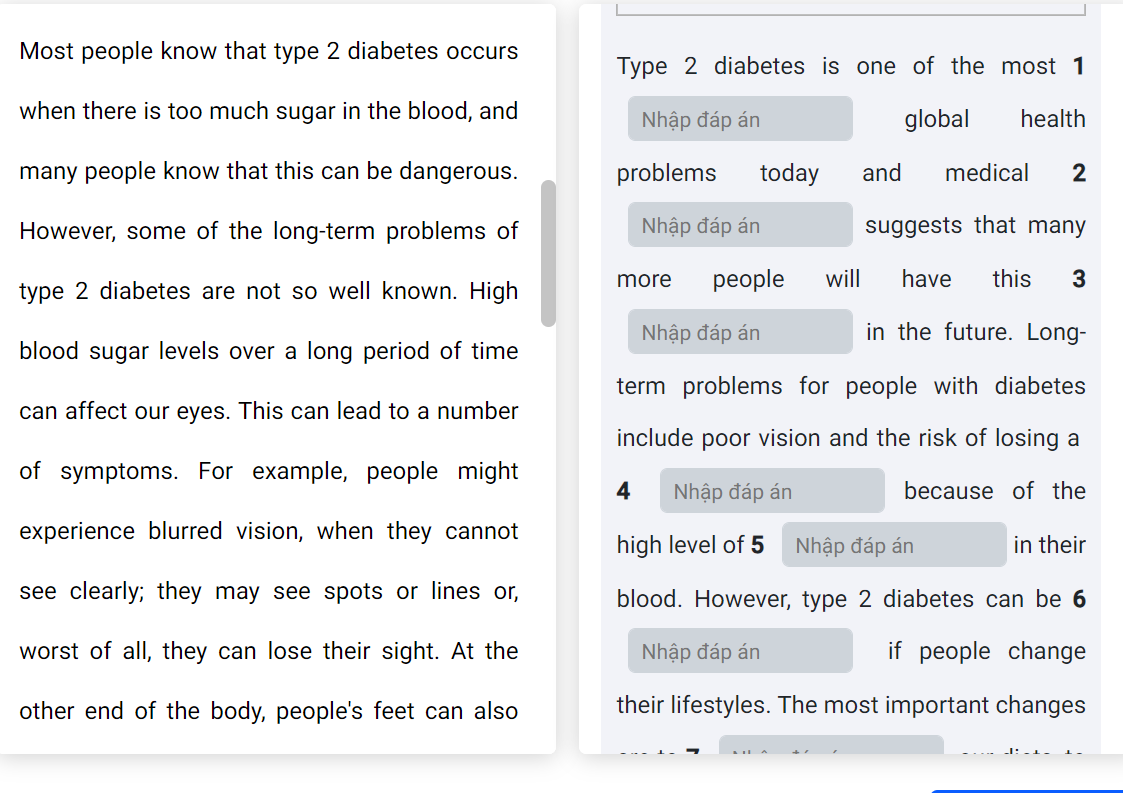 Most people know that type 2 diabetes occurs
when there is too much sugar in the blood, and
many people know that this can be dangerous.
However, some of the long-term problems of
type 2 diabetes are not so well known. High
blood sugar levels over a long period of time
can affect our eyes. This can lead to a number
of symptoms. For example, people might
experience blurred vision, when they cannot
see clearly; they may see spots or lines or,
worst of all, they can lose their sight. At the
other end of the body, people's feet can also
Type 2 diabetes is one of the most 1
Nhập đáp án global health
problems today and medical 2
Nhập đáp án suggests that many
more people will have this 3
Nhập đáp án in the future. Long-
term problems for people with diabetes
include poor vision and the risk of losing a
4 Nhập đáp án because of the
high level of 5 Nhập đáp án in their
blood. However, type 2 diabetes can be 6
Nhập đáp án if people change
their lifestyles. The most important changes
are to 7 Nhập đáp án our diets, to